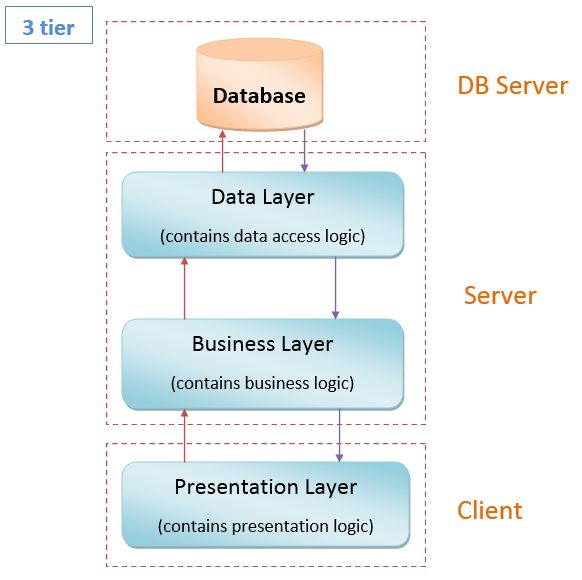 3 tier
Database
DB Server
Data Layer
(contains data access logic)
Server
Business Layer
(contains business logic)
Presentation Layer
(contains presentation logic)
Client